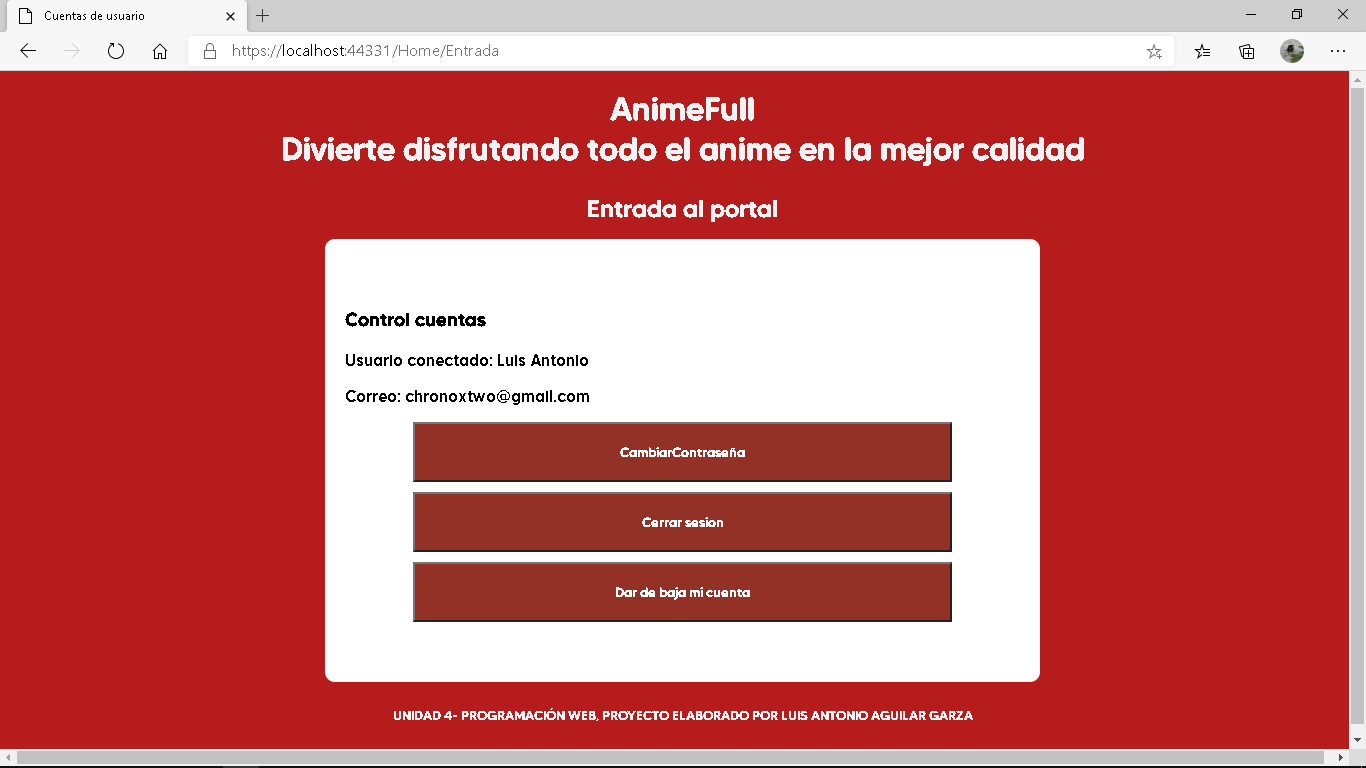 Cuentas de usuario
https://localhost:44331/Home/Entrada
AnimeFull
Divierte disfrutando todo el anime en la mejor calidad
Entrada al portal
Control cuentas
Usuario conectado: Luis Antonio
Correo: chronoxtwo@gmail.com
CambiarContraseña
Cerrar sesion
Dar de baja mi cuenta
UNIDAD 4- PROGRAMACIÓN WEB, PROYECTO ELABORADO POR LUIS ANTONIO AGUILAR GARZA